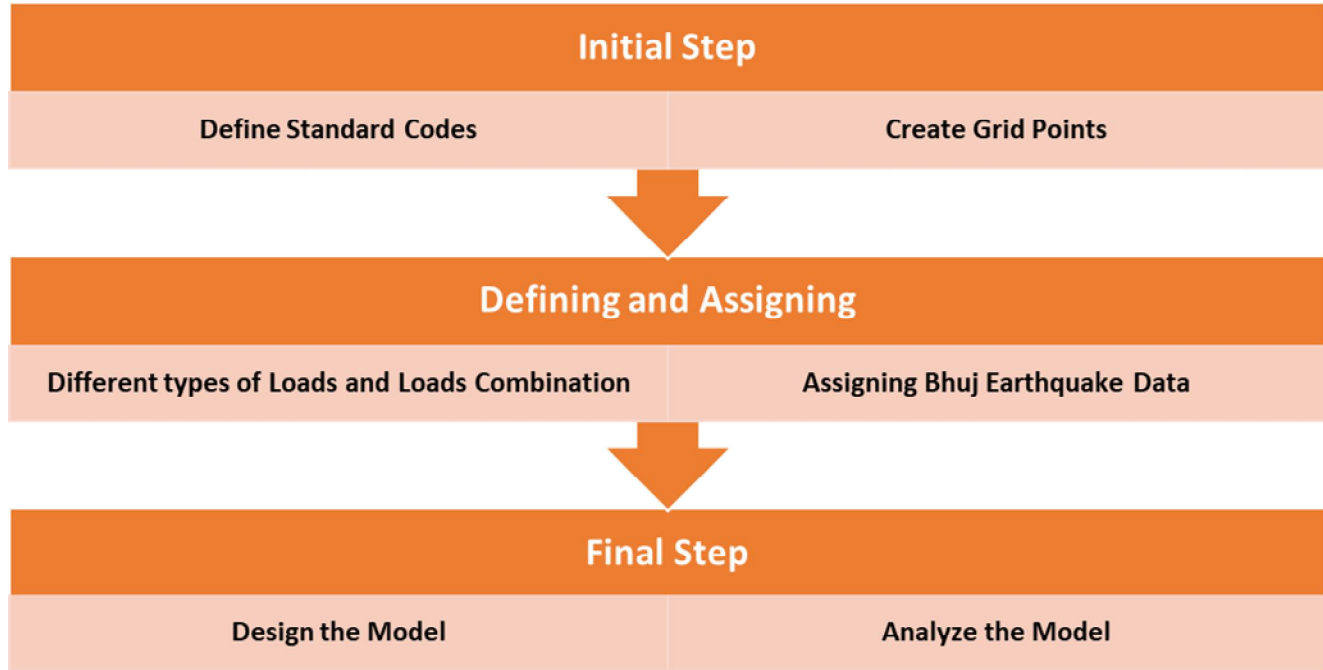 Initial Step
Define Standard Codes
Create Grid Points
Defining and Assigning
Different types of Loads and Loads Combination
Assigning Bhuj Earthquake Data
Final Step
Design the Model
Analyze the Model